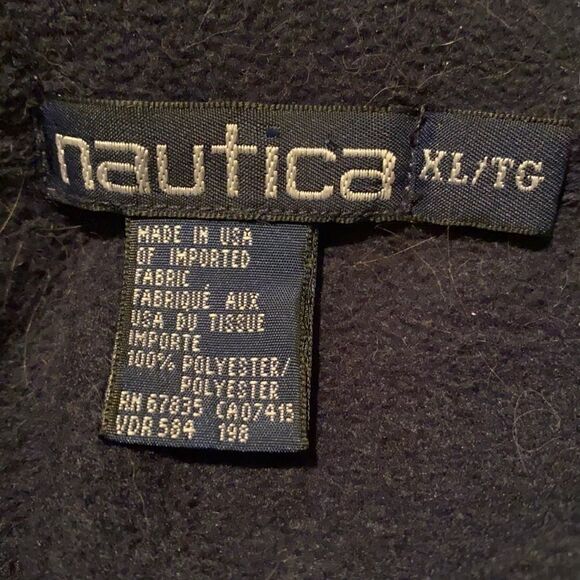 nautica
XL/TG
MADE IN USA
OF IMPORTED
FABRIC
FABRIQUÉ AUX
USA DU TISSUE
IMPORTE
100% POLYESTER/
POLYESTER
RN 67835 CA07415
VDR 584 198